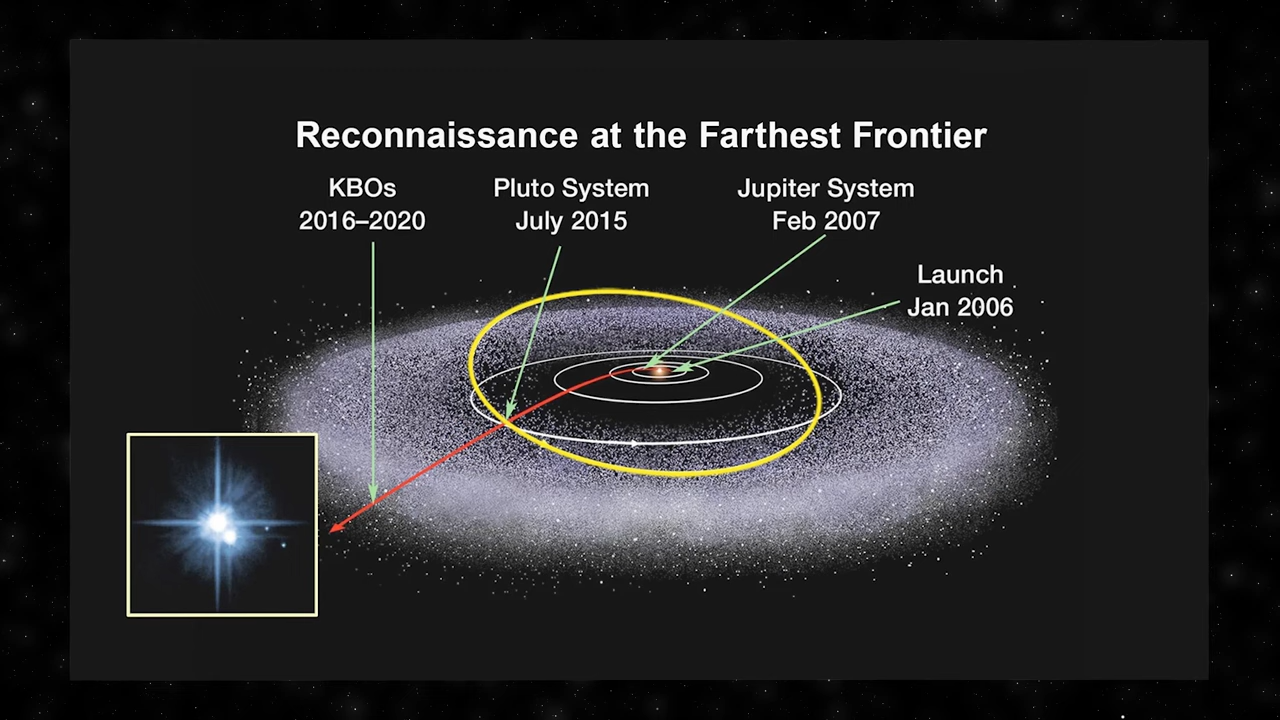 Reconnaissance at the Farthest Frontier
KBOs
2016–2020
Pluto System
July 2015
Jupiter System
Feb 2007
Launch
Jan 2006